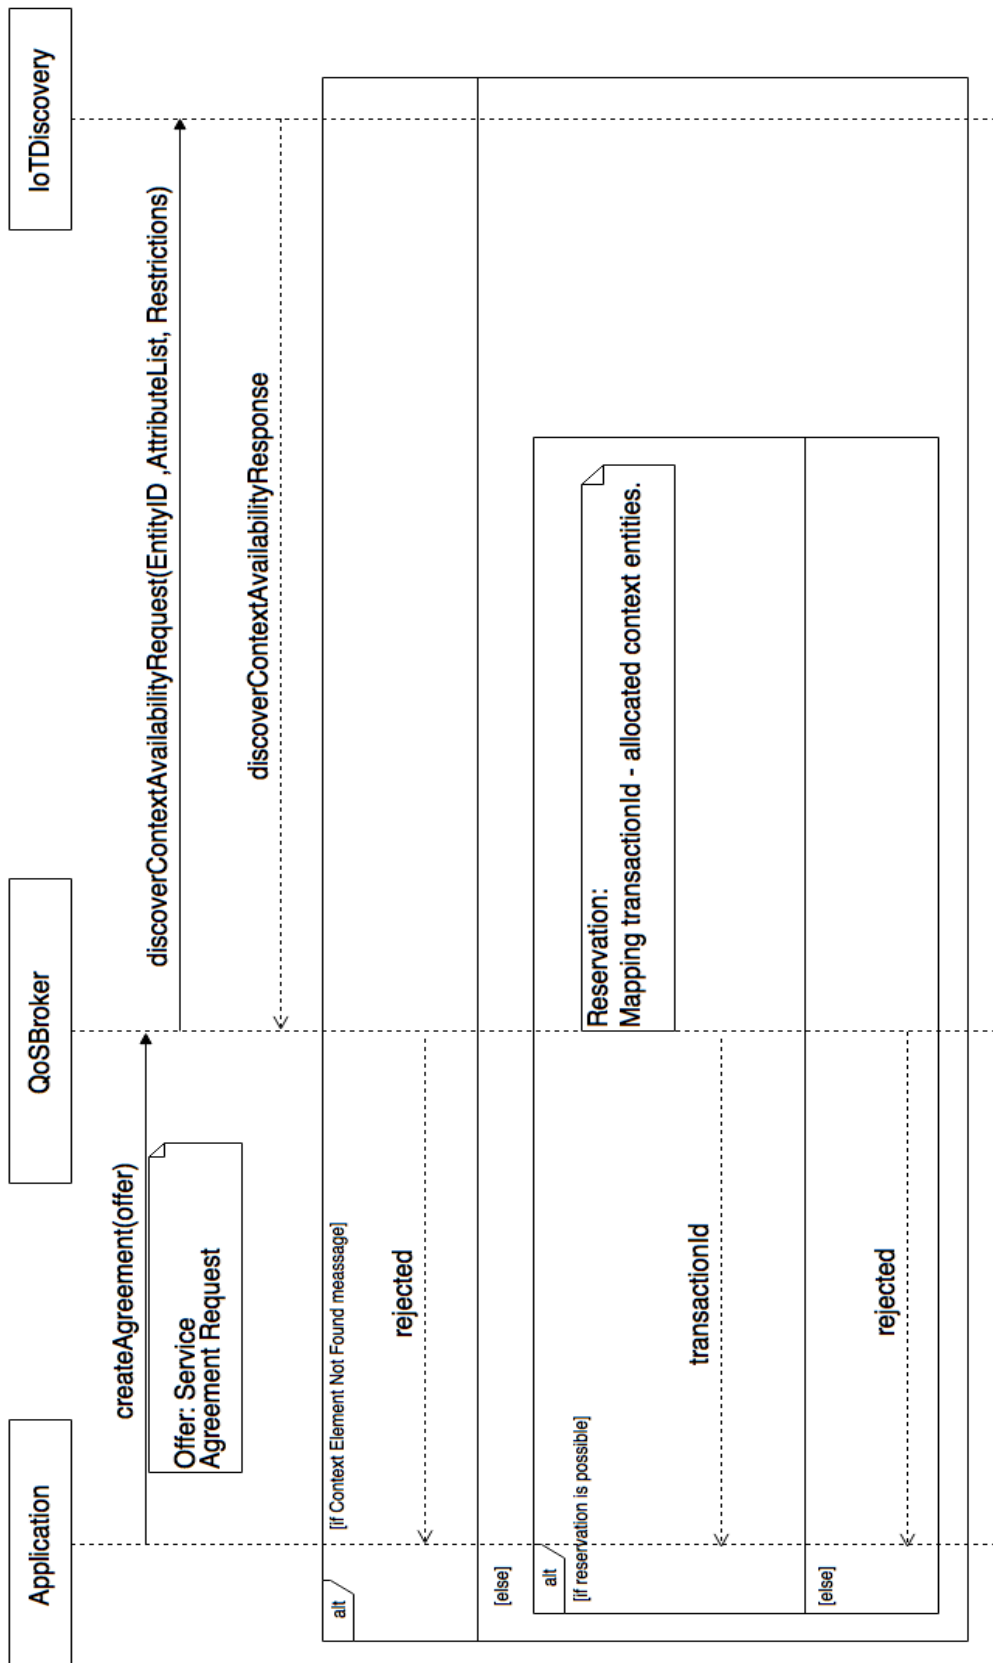 Application
QoSBroker
IoTDiscovery
createAgreement(offer)
Offer: Service
Agreement Request
discoverContextAvailabilityRequest(EntityID ,AttributeList, Restrictions)
discoverContextAvailabilityResponse
alt
[if Context Element Not Found meassage]
rejected
[else]
alt
[if reservation is possible]
Reservation:
Mapping transactionId - allocated context entities.
transactionId
[else]
rejected